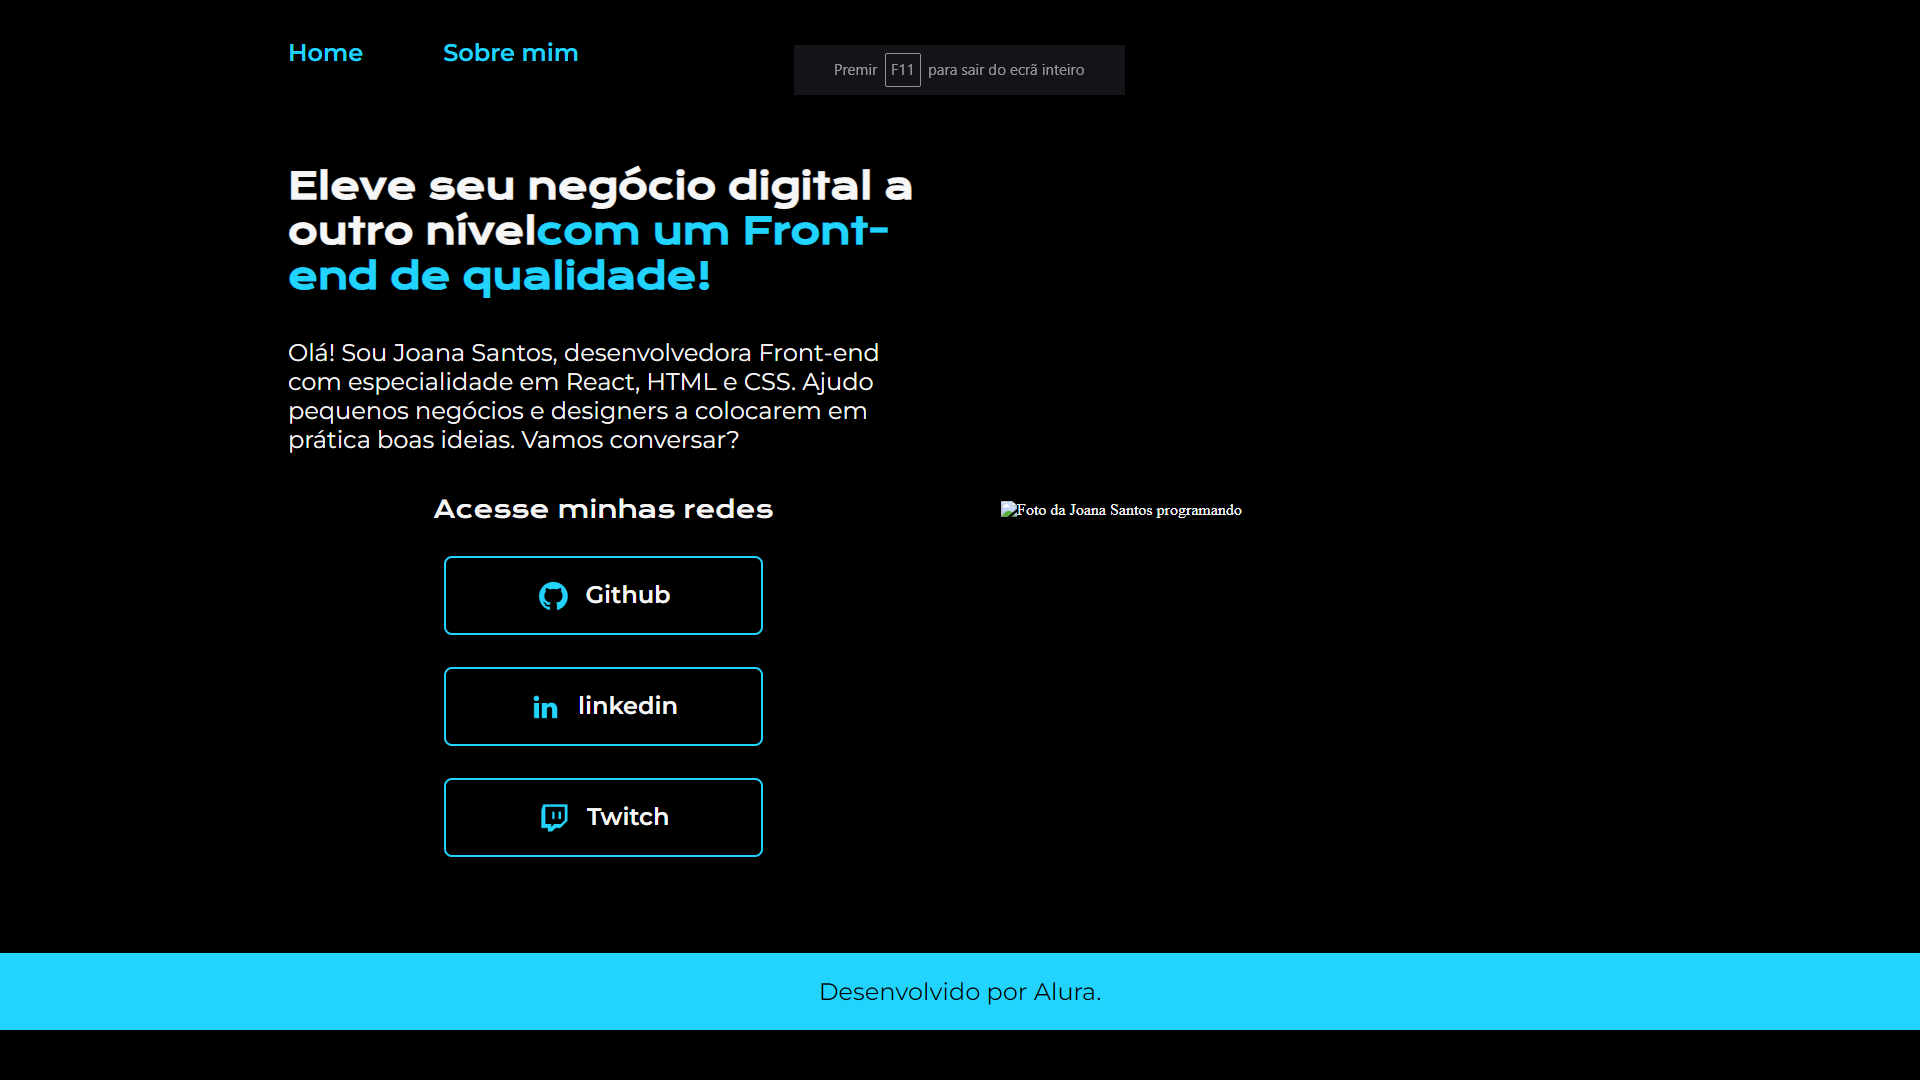 Home
Sobre mim
Premir F11 para sair do ecrã inteiro
Eleve seu negócio digital a
outro nívelcom um Front-
end de qualidade!
Olá! Sou Joana Santos, desenvolvedora Front-end
com especialidade em React, HTML e CSS. Ajudo
pequenos negócios e designers a colocarem em
prática boas ideias. Vamos conversar?
Acesse minhas redes
Foto da Joana Santos programando
Github
linkedin
Twitch
Desenvolvido por Alura.